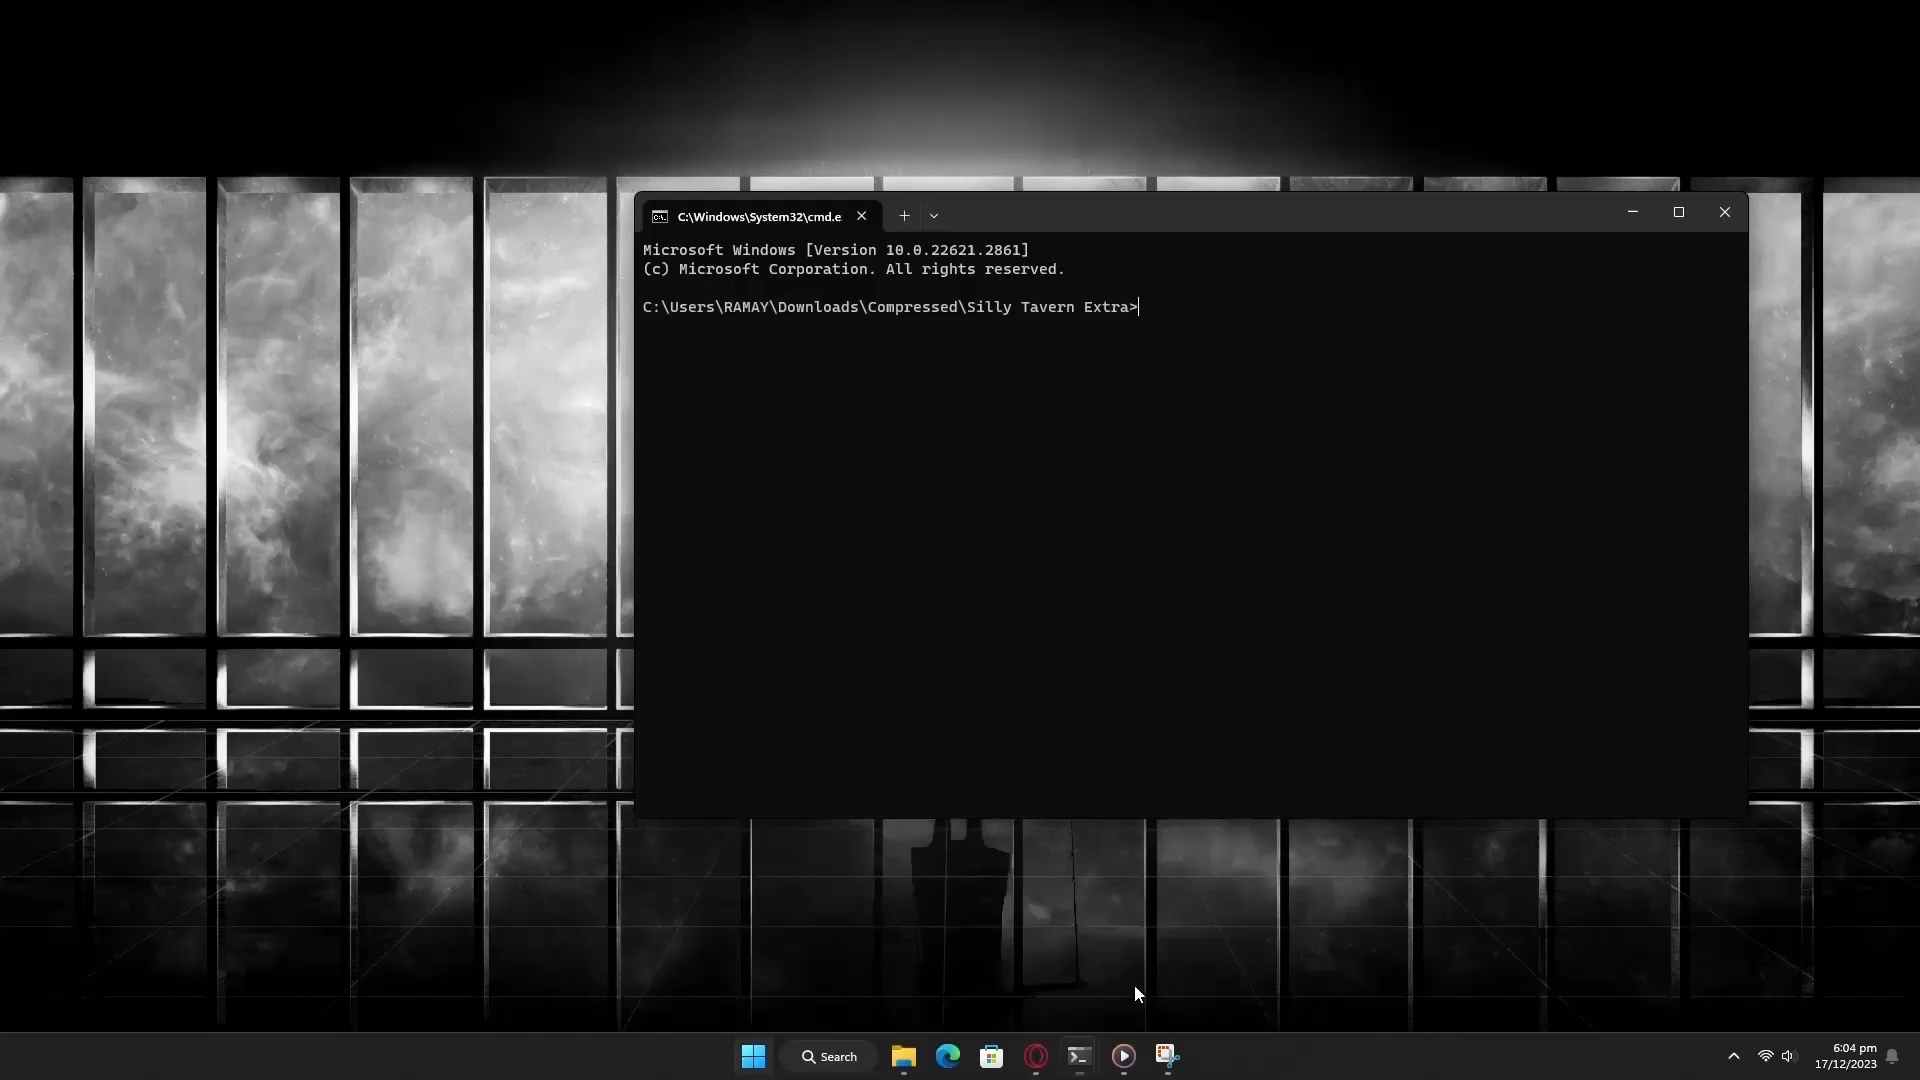 C:\Windows\System32\cmd.e
Microsoft Windows [Version 10.0.22621.2861]
(c) Microsoft Corporation. All rights reserved.
C:\Users\RAMAY\Downloads\Compressed\Silly Tavern Extra>
Search
6:04 pm
17/12/2023